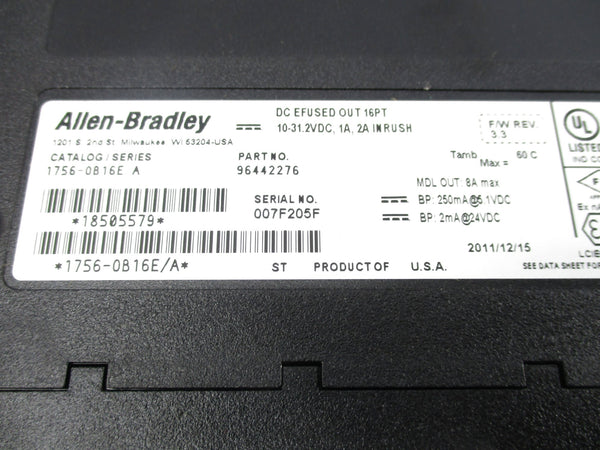 Allen-Bradley
1201 S. 2nd St. Milwaukee WI 53204-USA
DC EFUSED OUT 16PT
10-31.2VDC, 1A, 2A INRUSH
F/W REV.
3.3
UL
LISTED
CATALOG/SERIES
1756-OB16E A
PART NO.
96442276
Tamb Max = 60 C
MDL OUT: 8A max
BP: 250mA@5.1VDC
BP: 2mA@24VDC
*18505579*
SERIAL NO.
007F205F
*1756-OB16E/A*
ST PRODUCT OF U.S.A.
2011/12/15
Ex
SEE DATA SHEET FOR